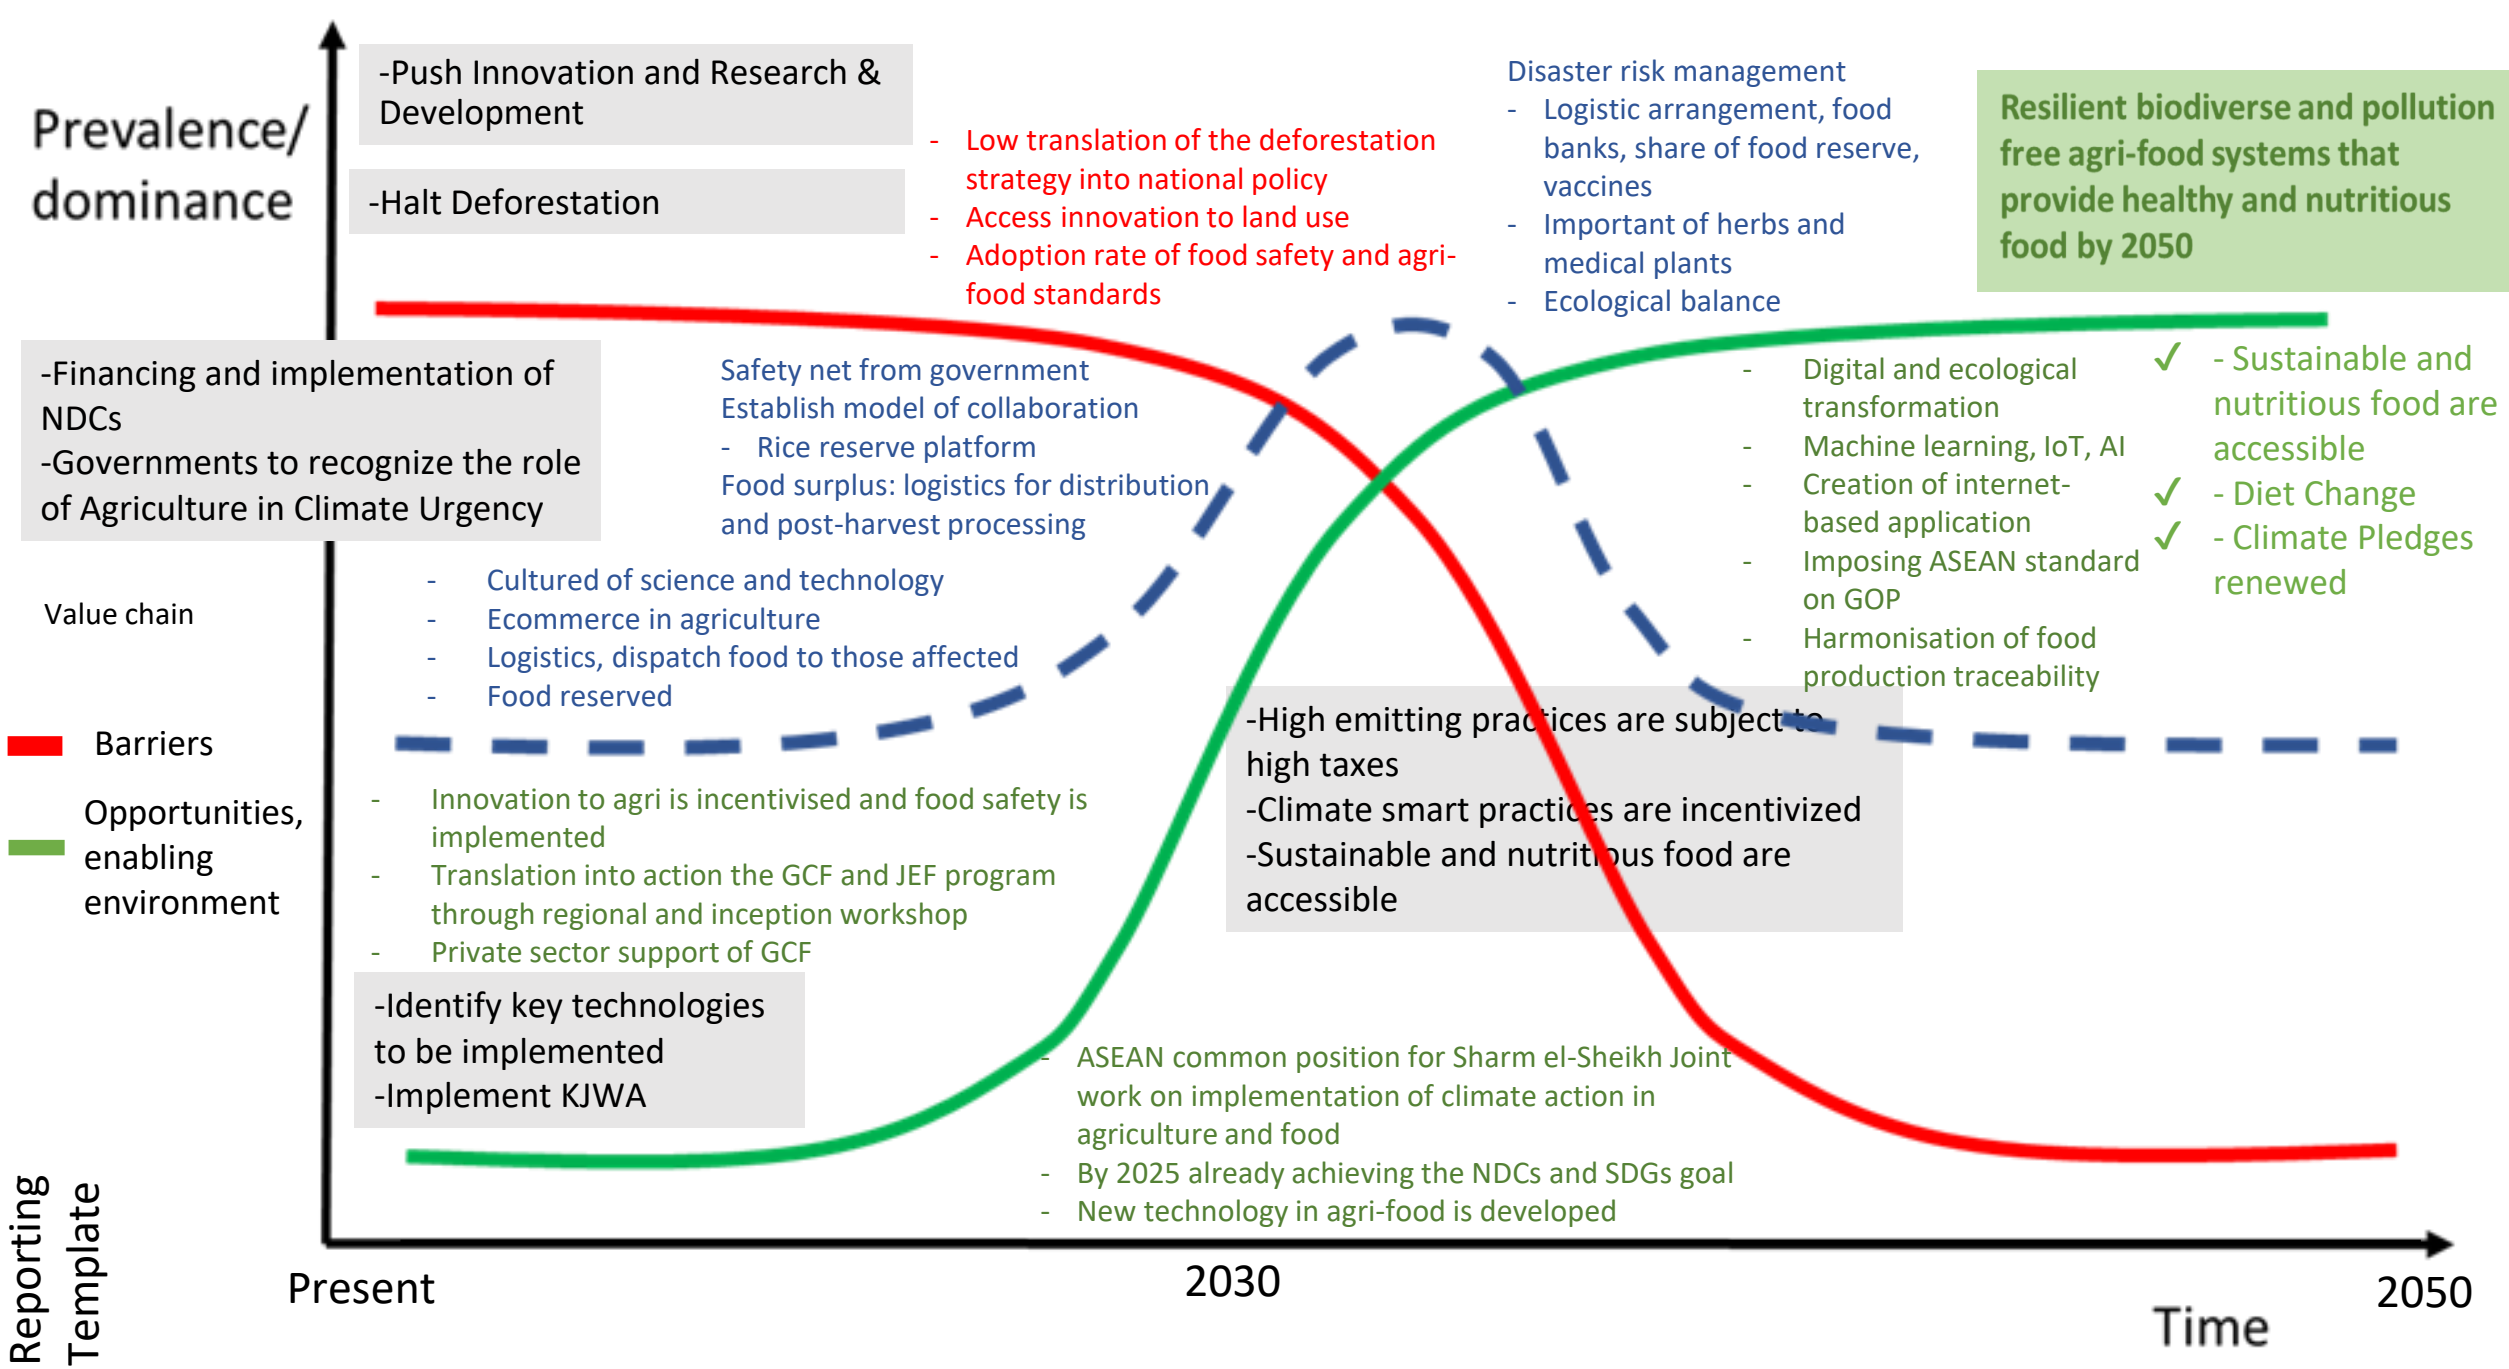 Prevalence/
dominance
-Push Innovation and Research &
Development
-Halt Deforestation
- Low translation of the deforestation
strategy into national policy
- Access innovation to land use
- Adoption rate of food safety and agri-
food standards
Disaster risk management
- Logistic arrangement, food
banks, share of food reserve,
vaccines
- Important of herbs and
medical plants
- Ecological balance
Resilient biodiverse and pollution
free agri-food systems that
provide healthy and nutritious
food by 2050
-Financing and implementation of
NDCs
-Governments to recognize the role
of Agriculture in Climate Urgency
Safety net from government
Establish model of collaboration
- Rice reserve platform
Food surplus: logistics for distribution
and post-harvest processing
- Digital and ecological
transformation
- Machine learning, IoT, AI
- Creation of internet-
based application
- Imposing ASEAN standard
on GOP
- Harmonisation of food
production traceability
✓ - Sustainable and
nutritious food are
accessible
✓ - Diet Change
✓ - Climate Pledges
renewed
Value chain
- Cultured of science and technology
- Ecommerce in agriculture
- Logistics, dispatch food to those affected
- Food reserved
Barriers
Opportunities,
enabling
environment
- Innovation to agri is incentivised and food safety is
implemented
- Translation into action the GCF and JEF program
through regional and inception workshop
- Private sector support of GCF
-High emitting practices are subject to
high taxes
-Climate smart practices are incentivized
-Sustainable and nutritious food are
accessible
-Identify key technologies
to be implemented
-Implement KJWA
- ASEAN common position for Sharm el-Sheikh Joint
work on implementation of climate action in
agriculture and food
- By 2025 already achieving the NDCs and SDGs goal
- New technology in agri-food is developed
Reporting
Template
Present
2030
2050
Time